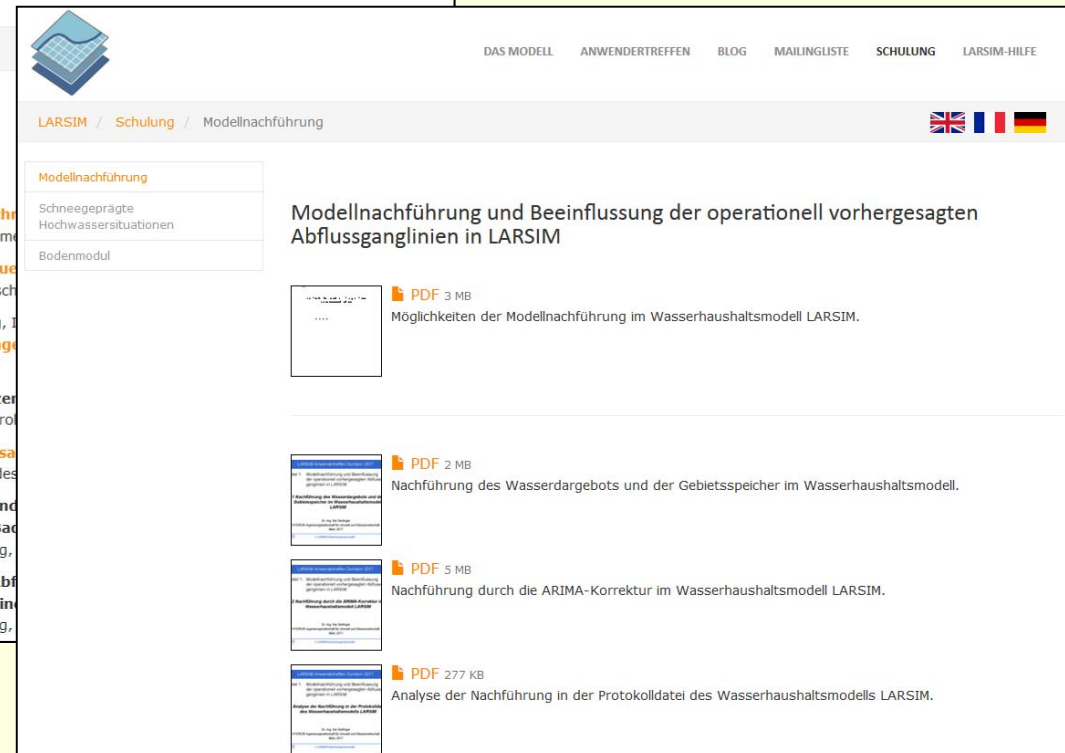 DAS MODELL ANWENDERTREFFEN BLOG MAILINGLISTE SCHULUNG LARSIM-HILFE
LARSIM / Schulung / Modellnachführung
Modellnachführung
Schneegeprägte
Hochwassersituationen
Bodenmodul
Modellnachführung und Beeinflussung der operationell vorhergesagten
Abflussganglinien in LARSIM
PDF 3 MB
Möglichkeiten der Modellnachführung im Wasserhaushaltsmodell LARSIM.
PDF 2 MB
Nachführung des Wasserdargebots und der Gebietsspeicher im Wasserhaushaltsmodell.
PDF 5 MB
Nachführung durch die ARIMA-Korrektur im Wasserhaushaltsmodell LARSIM.
PDF 277 KB
Analyse der Nachführung in der Protokolldatei des Wasserhaushaltsmodells LARSIM.